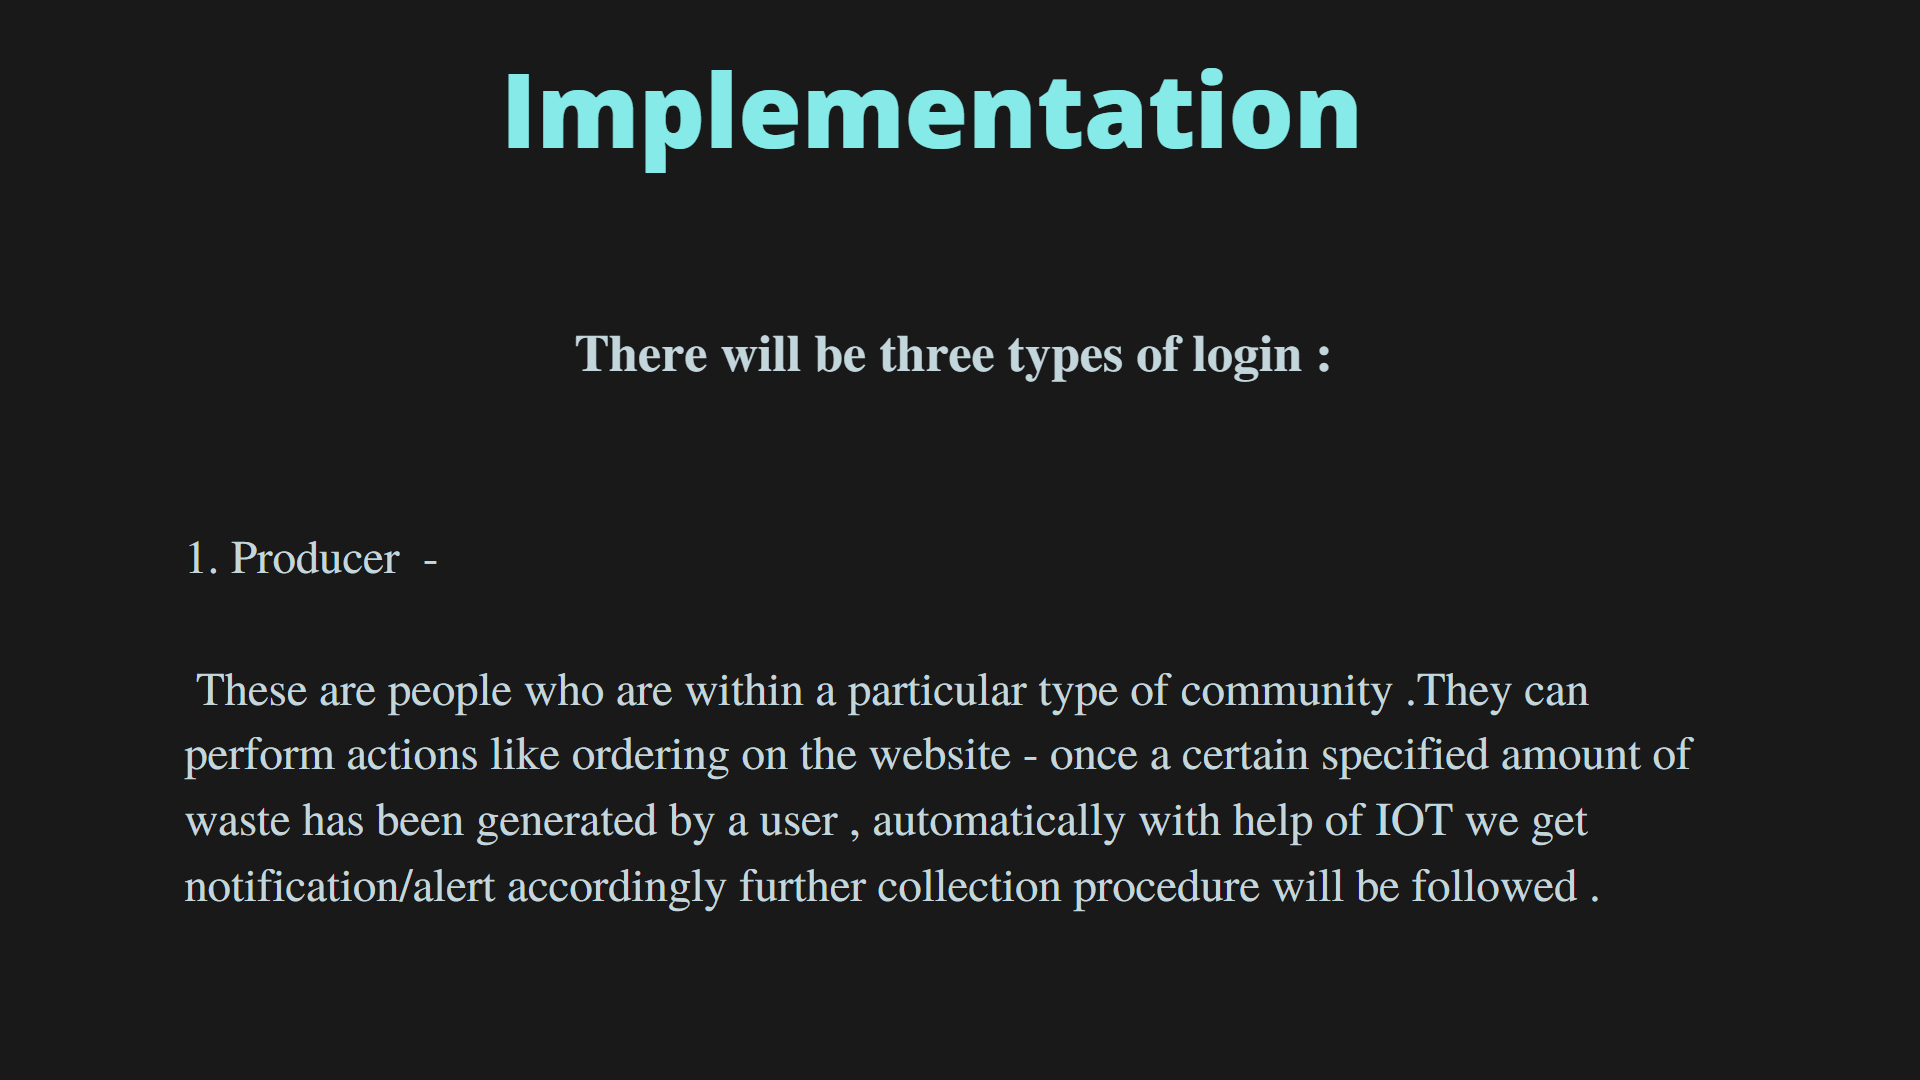 Implementation
There will be three types of login :
1. Producer  -
These are people who are within a particular type of community .They can
perform actions like ordering on the website - once a certain specified amount of
waste has been generated by a user , automatically with help of IOT we get
notification/alert accordingly further collection procedure will be followed .